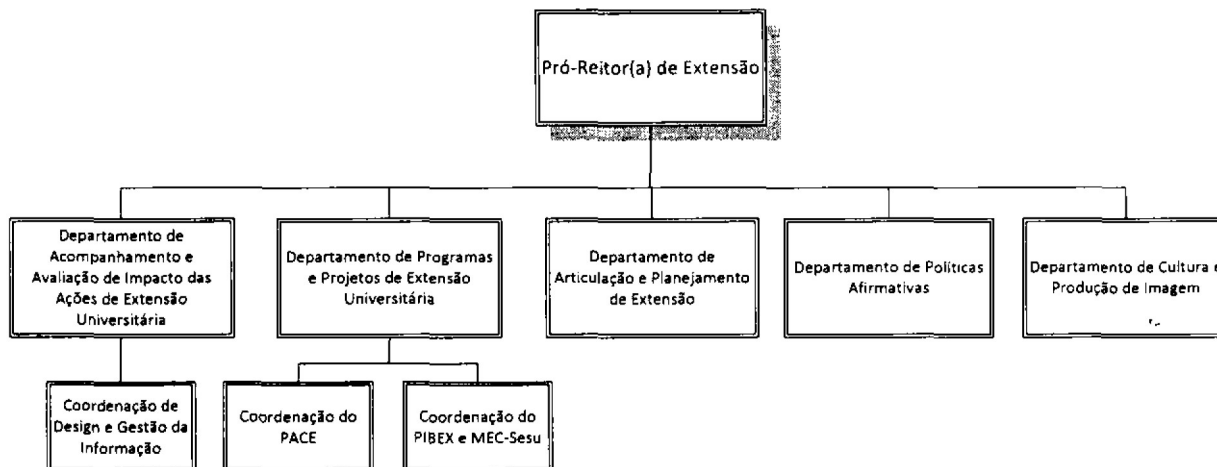 Pró-Reitor(a) de Extensão
Departamento de
Acompanhamento e
Avaliação de Impacto das
Ações de Extensão
Universitária
Departamento de Programas
e Projetos de Extensão
Universitária
Departamento de
Articulação e Planejamento
de Extensão
Departamento de Políticas
Afirmativas
Departamento de Cultura e
Produção de Imagem
Coordenação de
Design e Gestão da
Informação
Coordenação do
PACE
Coordenação do
PIBEX e MEC-Sesu